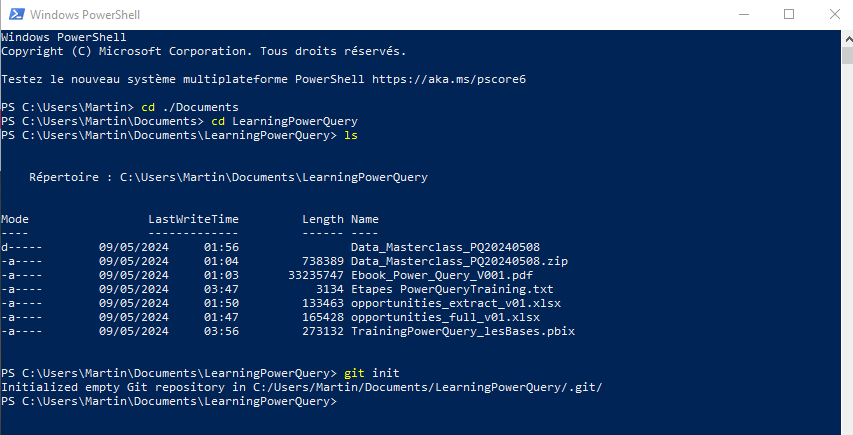 Windows PowerShell
Windows PowerShell
Copyright (C) Microsoft Corporation. Tous droits réservés.
Testez le nouveau système multiplateforme PowerShell https://aka.ms/pscore6
PS C:\Users\Martin> cd ./Documents
PS C:\Users\Martin\Documents> cd LearningPowerQuery
PS C:\Users\Martin\Documents\LearningPowerQuery> ls
    Répertoire : C:\Users\Martin\Documents\LearningPowerQuery
Mode                 LastWriteTime         Length Name
----                 -------------         ------ ----
d-----        09/05/2024     01:56                Data_Masterclass_PQ20240508
-a----        09/05/2024     01:04         738389 Data_Masterclass_PQ20240508.zip
-a----        09/05/2024     01:03       33235747 Ebook_Power_Query_V001.pdf
-a----        09/05/2024     03:47           3134 Etapes PowerQueryTraining.txt
-a----        09/05/2024     01:50         133463 opportunities_extract_v01.xlsx
-a----        09/05/2024     01:47         165428 opportunities_full_v01.xlsx
-a----        09/05/2024     03:56         273132 TrainingPowerQuery_lesBases.pbix
PS C:\Users\Martin\Documents\LearningPowerQuery> git init
Initialized empty Git repository in C:/Users/Martin/Documents/LearningPowerQuery/.git/
PS C:\Users\Martin\Documents\LearningPowerQuery>